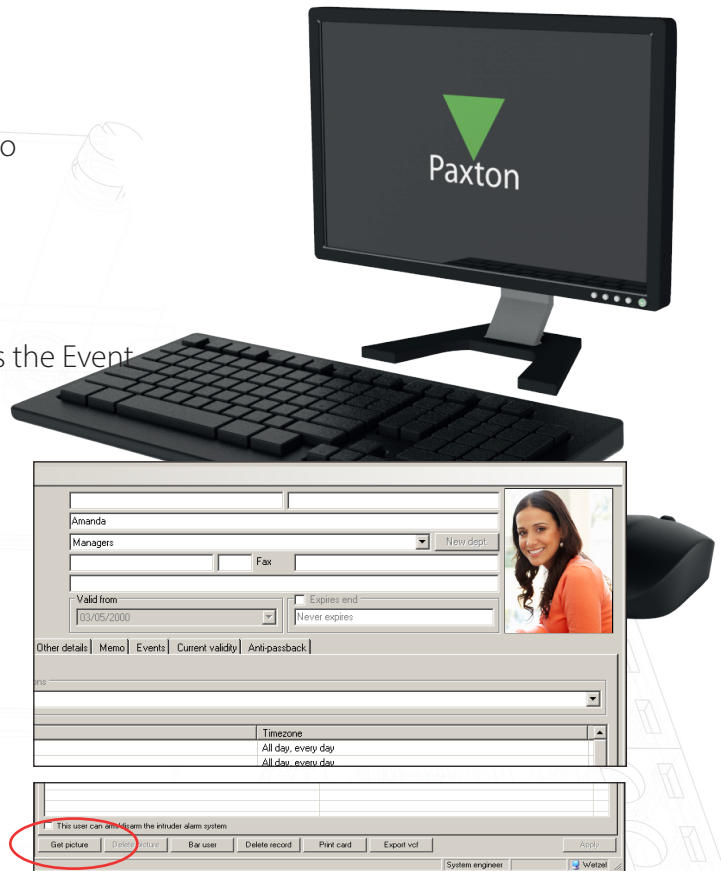 o
Paxton
s the Event
Amanda
Managers
New dept.
Fax
Valid from
03/05/2000
Expires end
Never expires
Other details Memo Events Current validity Anti-passback
ons
Timezone
All day, every day
All day, every day
This user can arm/disarm the intruder alarm system
Get picture Delete picture Bar user Delete record Print card Export vcf Apply
System engineer Wetzel